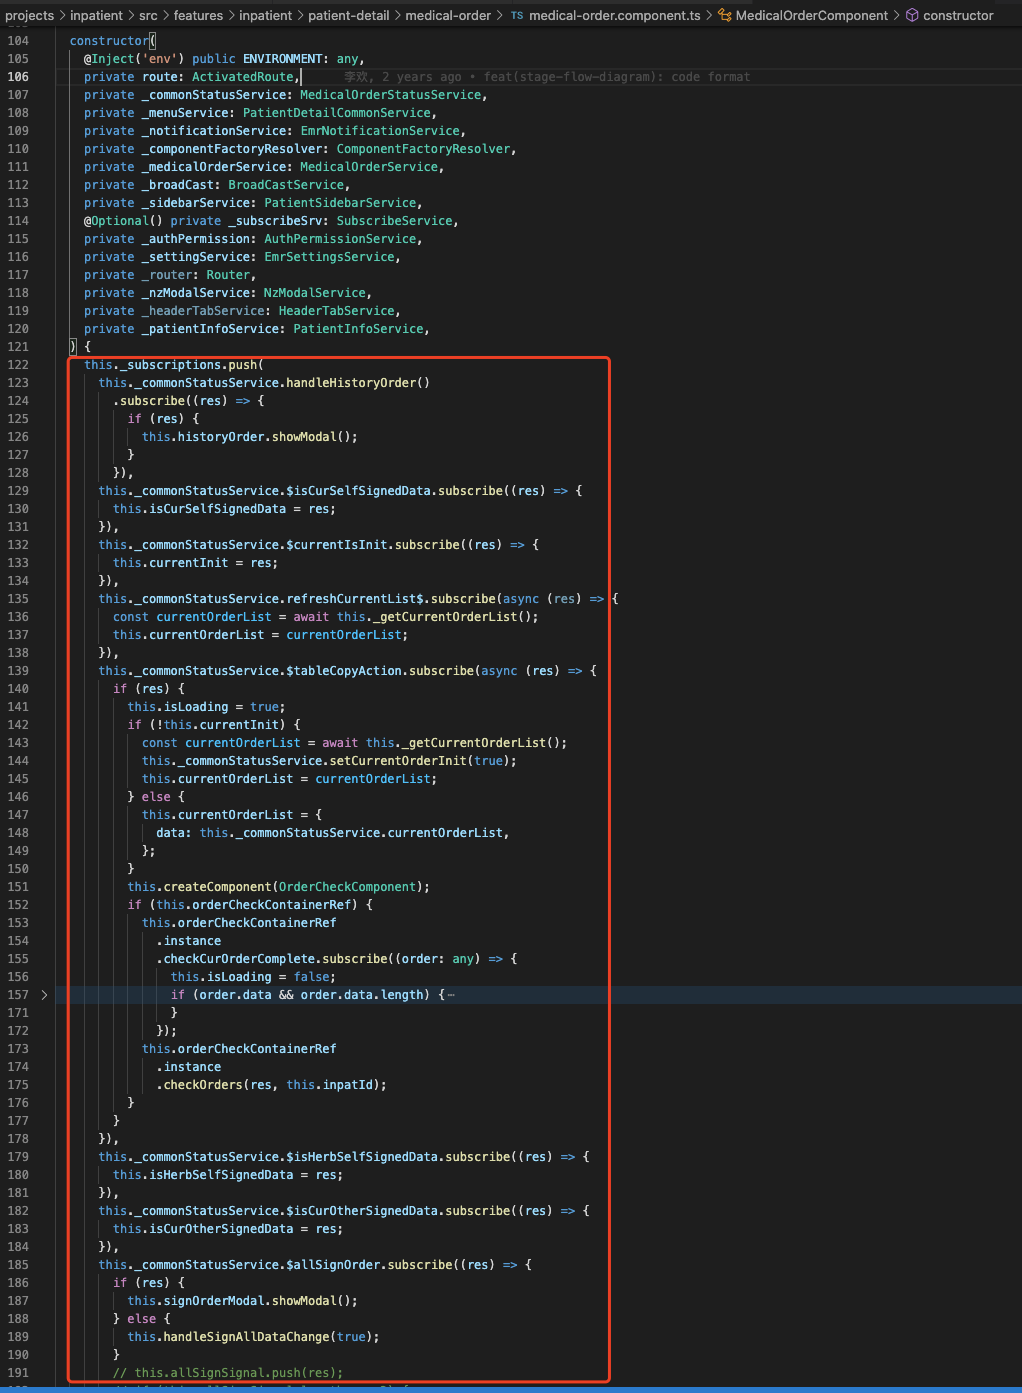 projects > inpatient > src > features > inpatient > patient-detail > medical-order > TS medical-order.component.ts > MedicalOrderComponent > constructor
104 constructor(
105 @Inject('env') public ENVIRONMENT: any,
106 private route: ActivatedRoute, 李欢, 2 years ago • feat(stage-flow-diagram): code format
107 private _commonStatusService: MedicalOrderStatusService,
108 private _menuService: PatientDetailCommonService,
109 private _notificationService: EmrNotificationService,
110 private _componentFactoryResolver: ComponentFactoryResolver,
111 private _medicalOrderService: MedicalOrderService,
112 private _broadCast: BroadCastService,
113 private _sidebarService: PatientSidebarService,
114 @Optional() private _subscribeSrv: SubscribeService,
115 private _authPermission: AuthPermissionService,
116 private _settingService: EmrSettingsService,
117 private _router: Router,
118 private _nzModalService: NzModalService,
119 private _headerTabService: HeaderTabService,
120 private _patientInfoService: PatientInfoService,
121 ) {
122 this._subscriptions.push(
123 this._commonStatusService.handleHistoryOrder()
124 .subscribe((res) => {
125 if (res) {
126 this.historyOrder.showModal();
127 }
128 }),
129 this._commonStatusService.$isCurSelfSignedData.subscribe((res) => {
130 this.isCurSelfSignedData = res;
131 }),
132 this._commonStatusService.$currentIsInit.subscribe((res) => {
133 this.currentInit = res;
134 }),
135 this._commonStatusService.refreshCurrentList$.subscribe(async (res) => {
136 const currentOrderList = await this._getCurrentOrderList();
137 this.currentOrderList = currentOrderList;
138 }),
139 this._commonStatusService.$tableCopyAction.subscribe(async (res) => {
140 if (res) {
141 this.isLoading = true;
142 if (!this.currentInit) {
143 const currentOrderList = await this._getCurrentOrderList();
144 this._commonStatusService.setCurrentOrderInit(true);
145 this.currentOrderList = currentOrderList;
146 } else {
147 this.currentOrderList = {
148 data: this._commonStatusService.currentOrderList,
149 };
150 }
151 this.createComponent(OrderCheckComponent);
152 if (this.orderCheckContainerRef) {
153 this.orderCheckContainerRef
154 .instance
155 .checkCurOrderComplete.subscribe((order: any) => {
156 this.isLoading = false;
157 > if (order.data && order.data.length) {⋯
171 }
172 });
173 this.orderCheckContainerRef
174 .instance
175 .checkOrders(res, this.inpatId);
176 }
177 }
178 }),
179 this._commonStatusService.$isHerbSelfSignedData.subscribe((res) => {
180 this.isHerbSelfSignedData = res;
181 }),
182 this._commonStatusService.$isCurOtherSignedData.subscribe((res) => {
183 this.isCurOtherSignedData = res;
184 }),
185 this._commonStatusService.$allSignOrder.subscribe((res) => {
186 if (res) {
187 this.signOrderModal.showModal();
188 } else {
189 this.handleSignAllDataChange(true);
190 }
191 // this.allSignSignal.push(res);